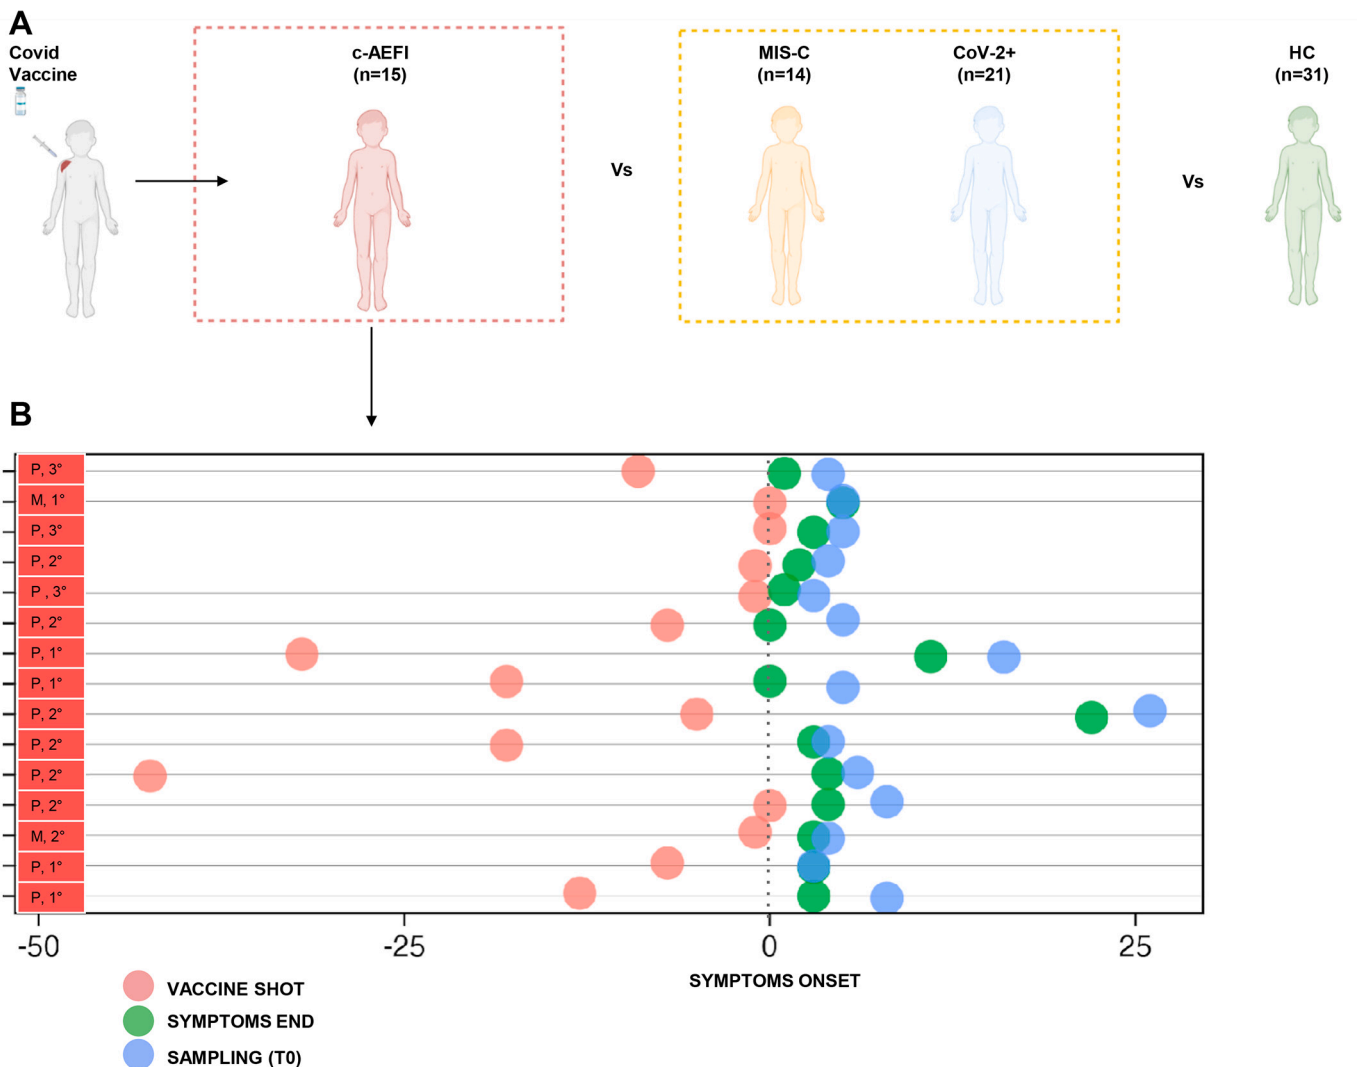 A
Covid
Vaccine
c-AEFI
(n=15)
Vs
MIS-C
(n=14)
CoV-2+
(n=21)
Vs
HC
(n=31)
B
P, 3°
M, 1°
P, 3°
P, 2°
P , 3°
P, 2°
P, 1°
P, 1°
P, 2°
P, 2°
P, 2°
P, 2°
M, 2°
P, 1°
P, 1°
-50 -25 0 25
SYMPTOMS ONSET
VACCINE SHOT
SYMPTOMS END
SAMPLING (T0)